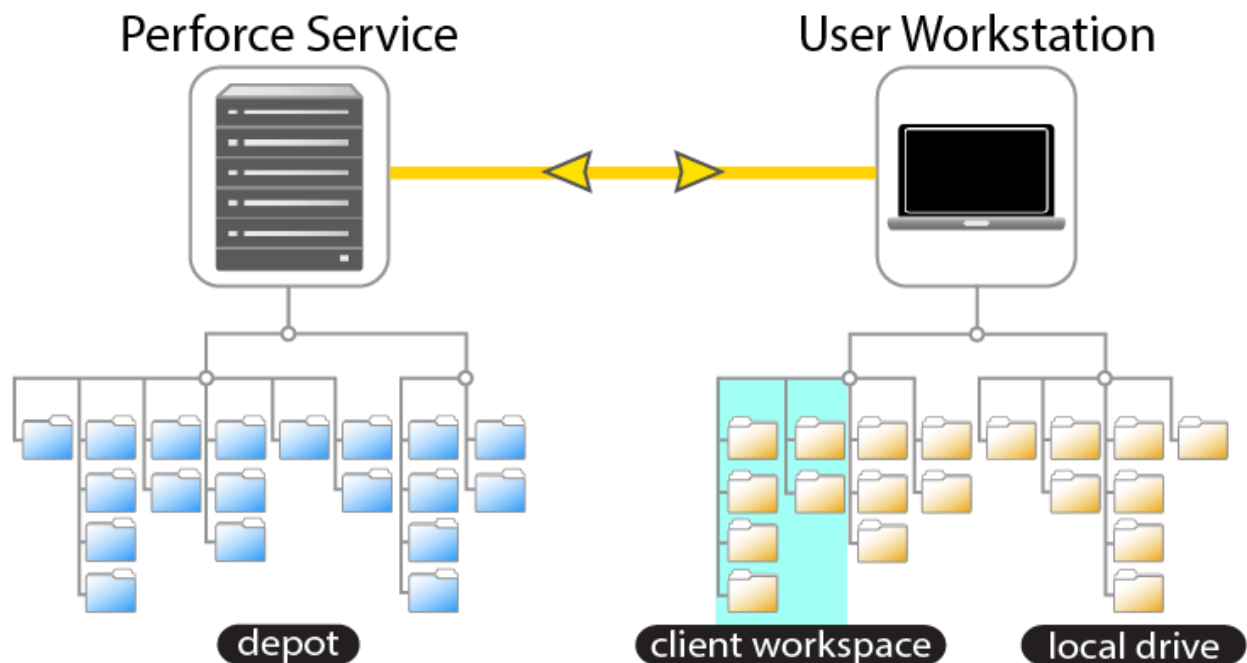 Perforce Service
User Workstation
depot
client workspace
local drive